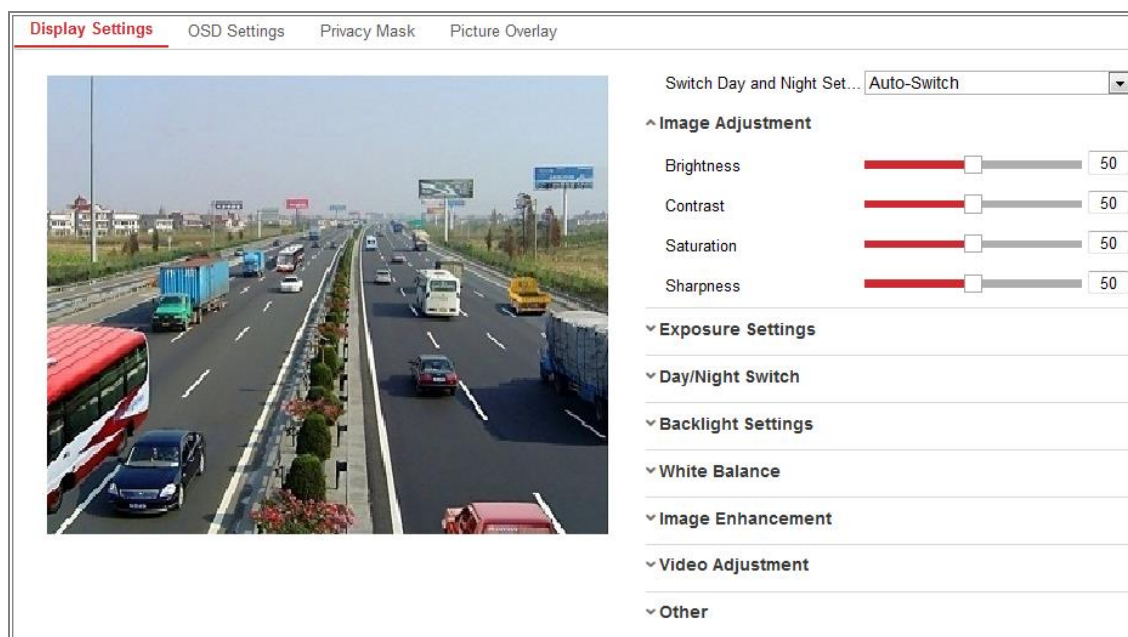 Display Settings OSD Settings Privacy Mask Picture Overlay
Switch Day and Night Set... Auto-Switch
Image Adjustment
Brightness 50
Contrast 50
Saturation 50
Sharpness 50
Exposure Settings
Day/Night Switch
Backlight Settings
White Balance
Image Enhancement
Video Adjustment
Other